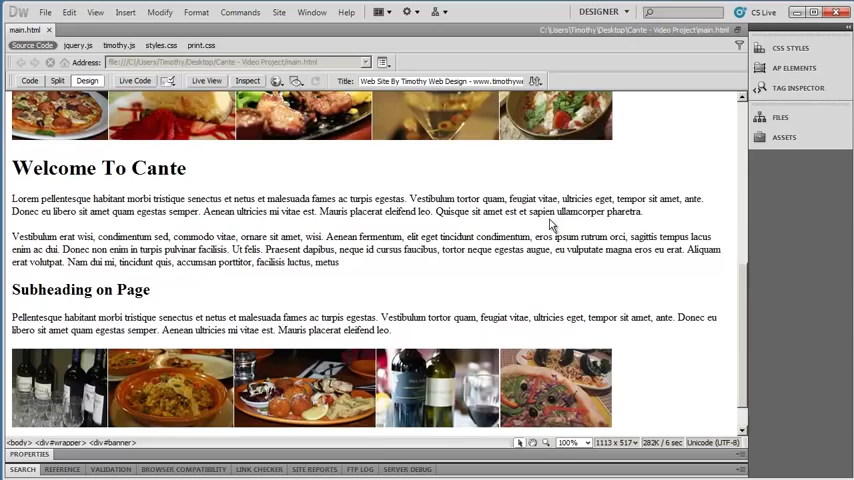 Dw File Edit View Insert Modify Format Commands Site Window Help DESIGNER CS Live
main.html C:\Users\Timothy\Desktop\Cante - Video Project\main.html
Source Code jquery.js timothy.js styles.css print.css
Address: file:///C|/Users/Timothy/Desktop/Cante - Video Project/main.html
Code Split Design Live Code Live View Inspect Title: Web Site By Timothy Web Design - www.timothywe
CSS STYLES
AP ELEMENTS
TAG INSPECTOR
FILES
ASSETS
Welcome To Cante
Lorem pellentesque habitant morbi tristique senectus et netus et malesuada fames ac turpis egestas. Vestibulum tortor quam, feugiat vitae, ultricies eget, tempor sit amet, ante.
Donec eu libero sit amet quam egestas semper. Aenean ultricies mi vitae est. Mauris placerat eleifend leo. Quisque sit amet est et sapien ullamcorper pharetra.
Vestibulum erat wisi, condimentum sed, commodo vitae, ornare sit amet, wisi. Aenean fermentum, elit eget tincidunt condimentum, eros ipsum rutrum orci, sagittis tempus lacus
enim ac dui. Donec non enim in turpis pulvinar facilisis. Ut felis. Praesent dapibus, neque id cursus faucibus, tortor neque egestas augue, eu vulputate magna eros eu erat. Aliquam
erat volutpat. Nam dui mi, tincidunt quis, accumsan porttitor, facilisis luctus, metus
Subheading on Page
Pellentesque habitant morbi tristique senectus et netus et malesuada fames ac turpis egestas. Vestibulum tortor quam, feugiat vitae, ultricies eget, tempor sit amet, ante. Donec eu
libero sit amet quam egestas semper. Aenean ultricies mi vitae est. Mauris placerat eleifend leo.
<body> <div#wrapper> <div#banner> 100% 1113 x 517 282K / 6 sec Unicode (UTF-8)
PROPERTIES
SEARCH REFERENCE VALIDATION BROWSER COMPATIBILITY LINK CHECKER SITE REPORTS FTP LOG SERVER DEBUG